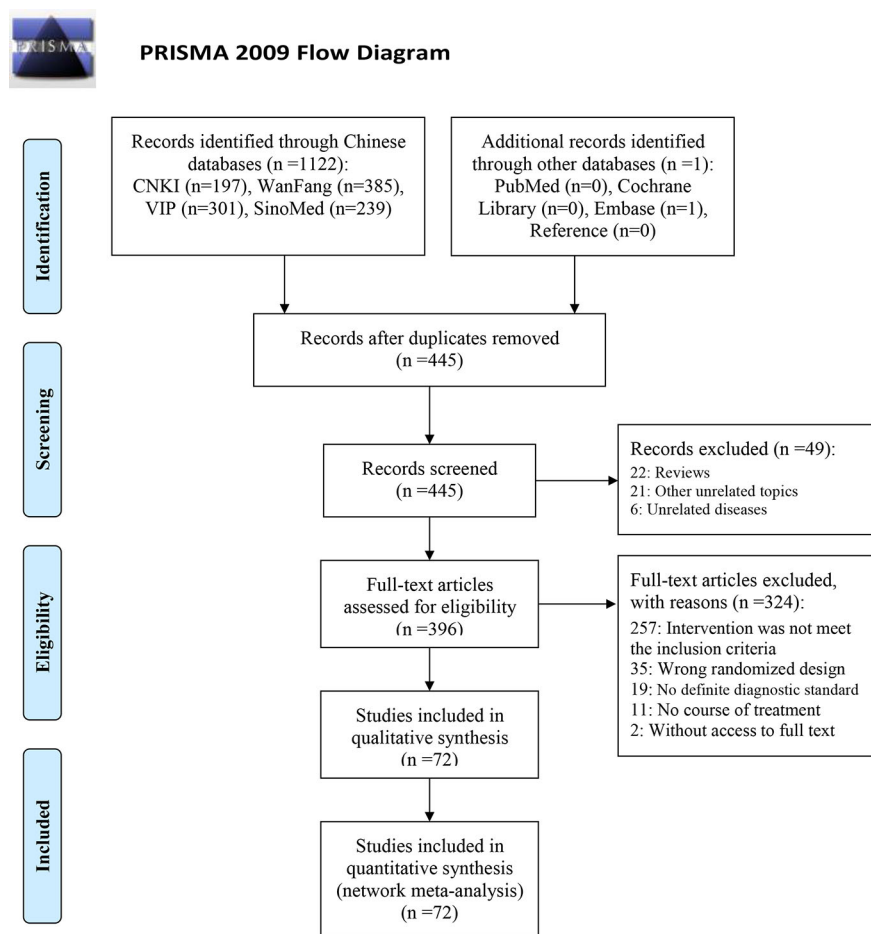 PRISMA
PRISMA 2009 Flow Diagram
Identification
Records identified through Chinese
databases (n =1122):
CNKI (n=197), WanFang (n=385),
VIP (n=301), SinoMed (n=239)
Additional records identified
through other databases (n =1):
PubMed (n=0), Cochrane
Library (n=0), Embase (n=1),
Reference (n=0)
Records after duplicates removed
(n =445)
Screening
Records screened
(n =445)
Records excluded (n =49):
22: Reviews
21: Other unrelated topics
6: Unrelated diseases
Eligibility
Full-text articles
assessed for eligibility
(n =396)
Full-text articles excluded,
with reasons (n =324):
257: Intervention was not meet
the inclusion criteria
35: Wrong randomized design
19: No definite diagnostic standard
11: No course of treatment
2: Without access to full text
Studies included in
qualitative synthesis
(n =72)
Included
Studies included in
quantitative synthesis
(network meta-analysis)
(n =72)